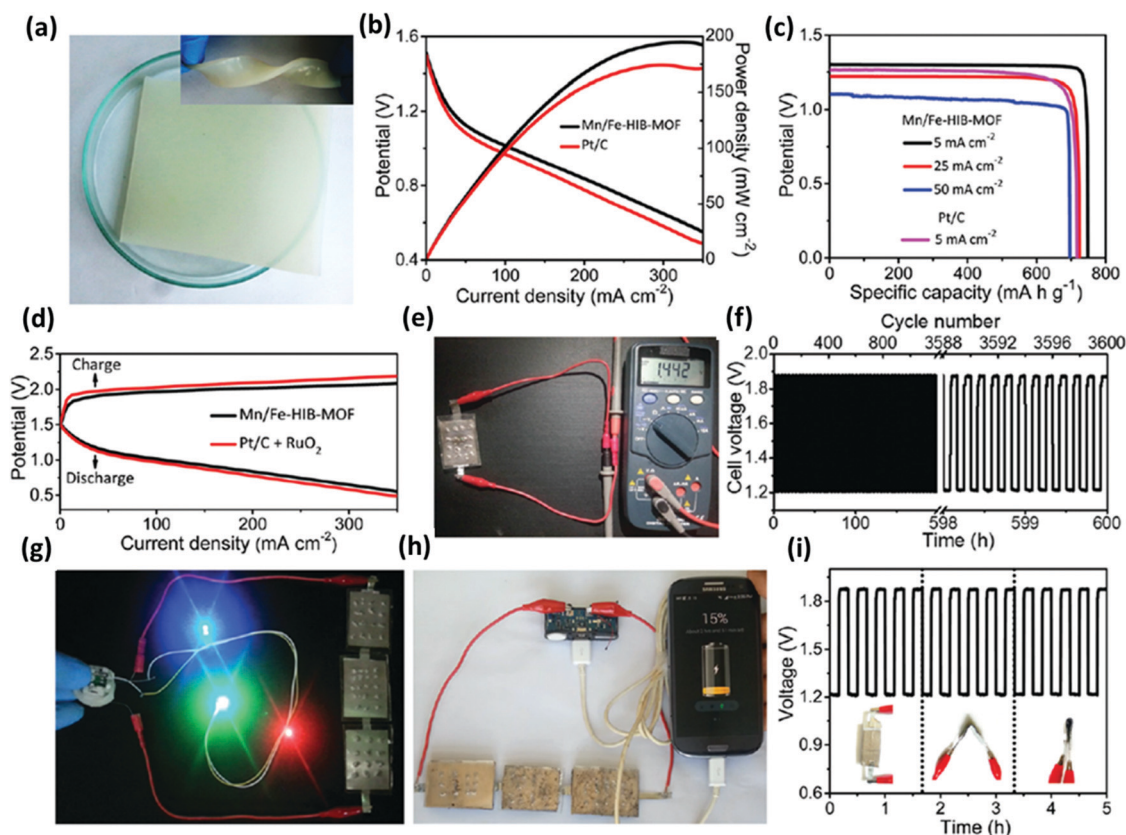 (a)
(b)
1.6
1.2
0.8
0.4
Potential (V)
Mn/Fe-HIB-MOF
Pt/C
200
150
100
50
0
Power density (mW cm⁻²)
0 100 200 300
Current density (mA cm⁻²)
(c)
1.5
1.0
0.5
0.0
Potential (V)
Mn/Fe-HIB-MOF
5 mA cm⁻²
25 mA cm⁻²
50 mA cm⁻²
Pt/C
5 mA cm⁻²
0 200 400 600 800
Specific capacity (mA h g⁻¹)
(d)
2.5
2.0
1.5
1.0
0.5
Potential (V)
Charge
Mn/Fe-HIB-MOF
Pt/C + RuO₂
Discharge
0 100 200 300
Current density (mA cm⁻²)
(e)
1.442
(f)
Cycle number
0 400 800 3588 3592 3596 3600
2.0
1.8
1.6
1.4
1.2
Cell voltage (V)
0 100 598 599 600
Time (h)
(g)
(h)
SAMSUNG
15%
(i)
1.8
1.5
1.2
0.9
0.6
Voltage (V)
0 1 2 3 4 5
Time (h)